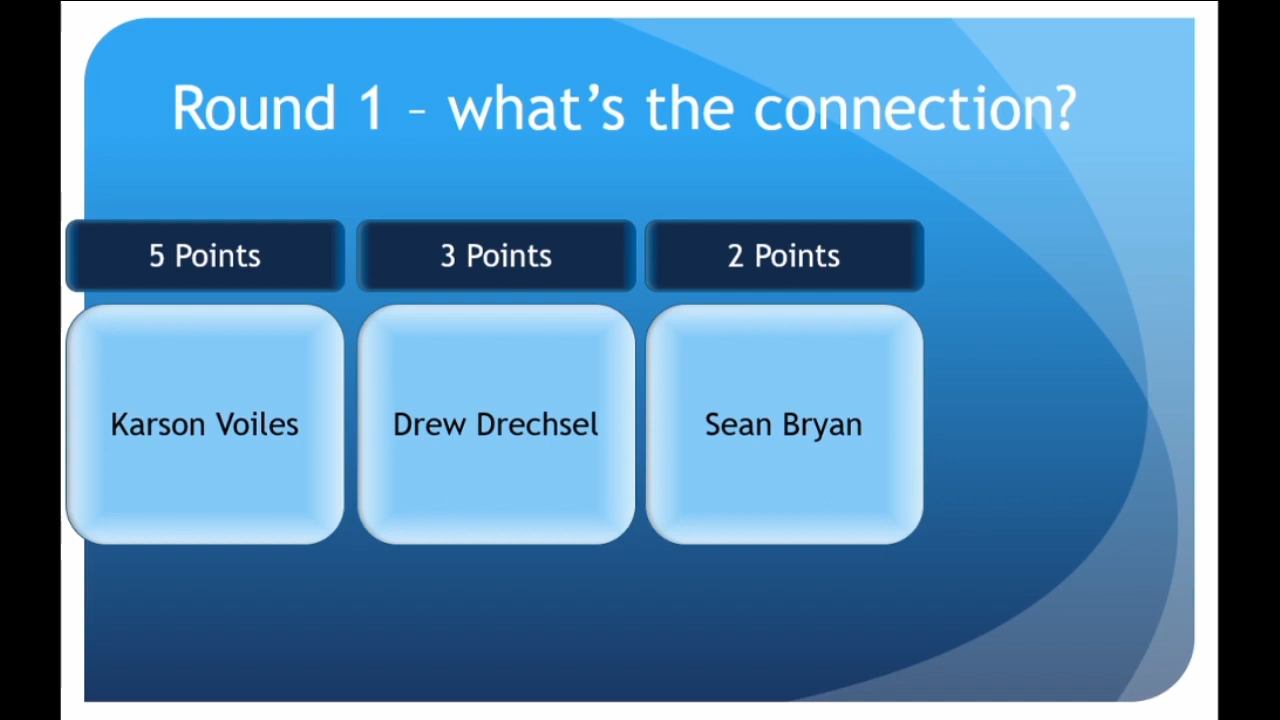 Round 1 – what’s the connection?
5 Points
3 Points
2 Points
Karson Voiles
Drew Drechsel
Sean Bryan